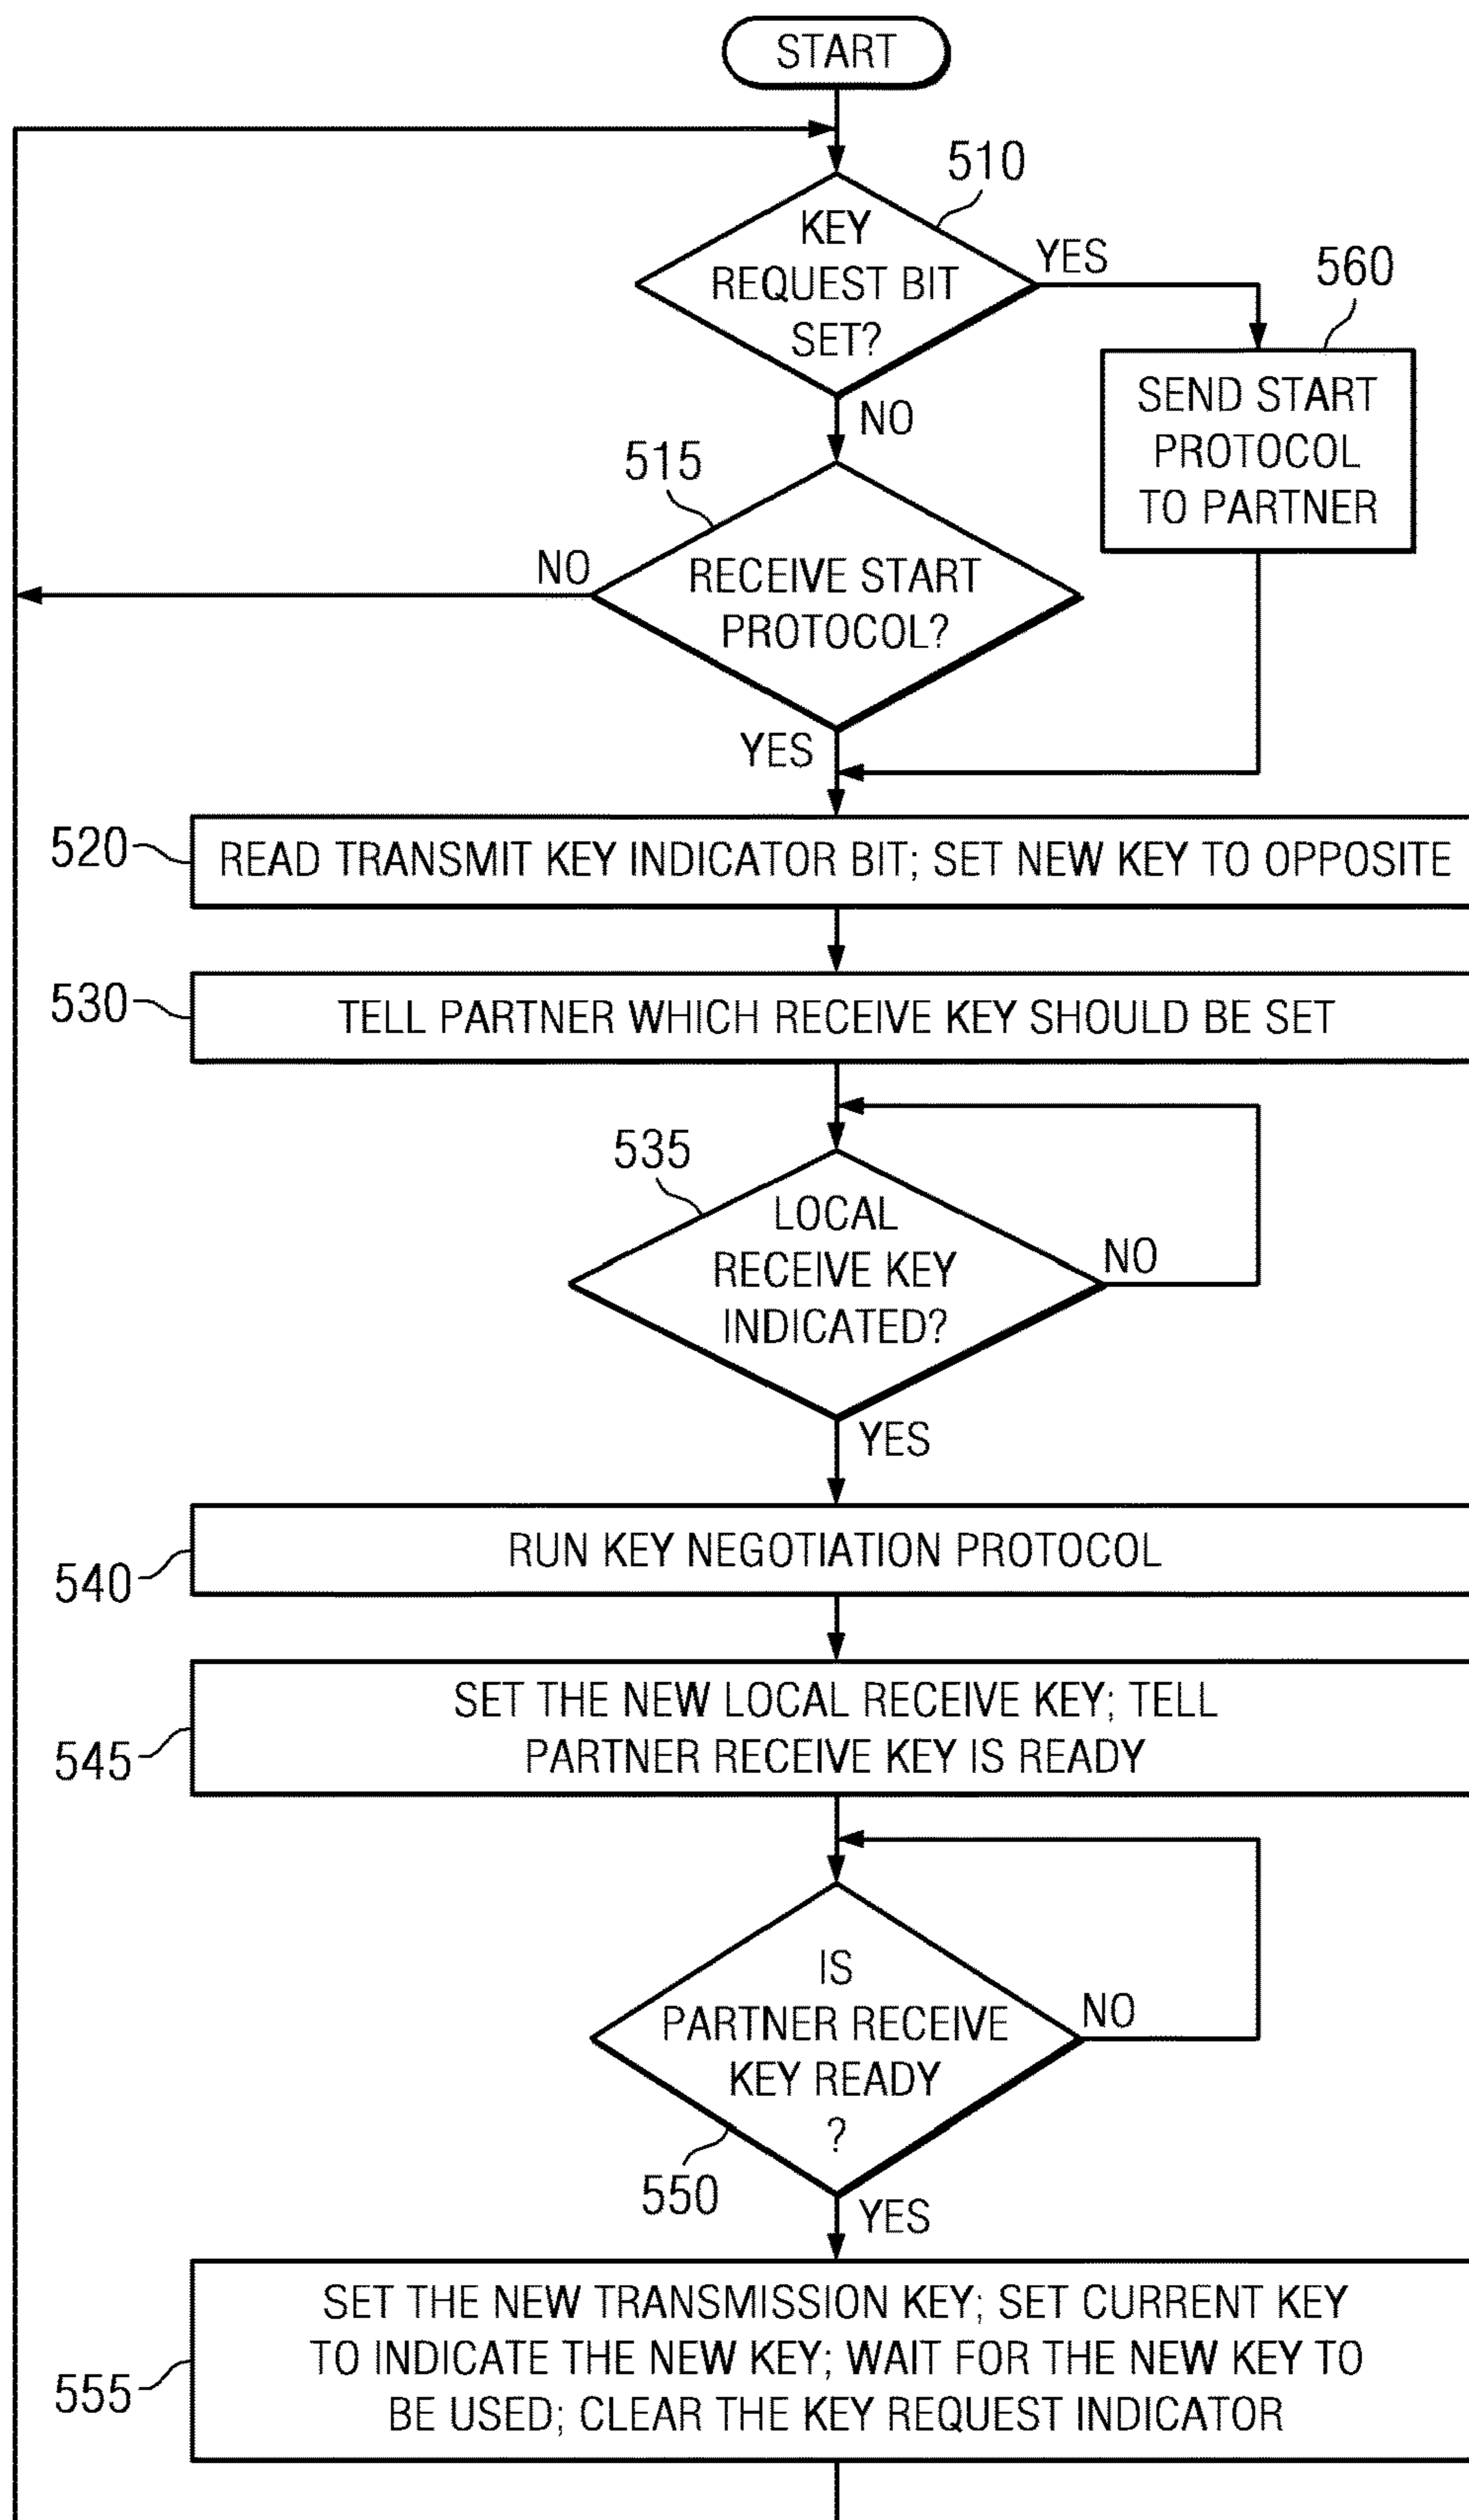 START
510
KEY
REQUEST BIT
SET?
YES
560
SEND START
PROTOCOL
TO PARTNER
NO
515
RECEIVE START
PROTOCOL?
NO
YES
520
READ TRANSMIT KEY INDICATOR BIT; SET NEW KEY TO OPPOSITE
530
TELL PARTNER WHICH RECEIVE KEY SHOULD BE SET
535
LOCAL
RECEIVE KEY
INDICATED?
NO
YES
540
RUN KEY NEGOTIATION PROTOCOL
545
SET THE NEW LOCAL RECEIVE KEY; TELL
PARTNER RECEIVE KEY IS READY
IS
PARTNER RECEIVE
KEY READY
?
NO
550
YES
555
SET THE NEW TRANSMISSION KEY; SET CURRENT KEY
TO INDICATE THE NEW KEY; WAIT FOR THE NEW KEY TO
BE USED; CLEAR THE KEY REQUEST INDICATOR